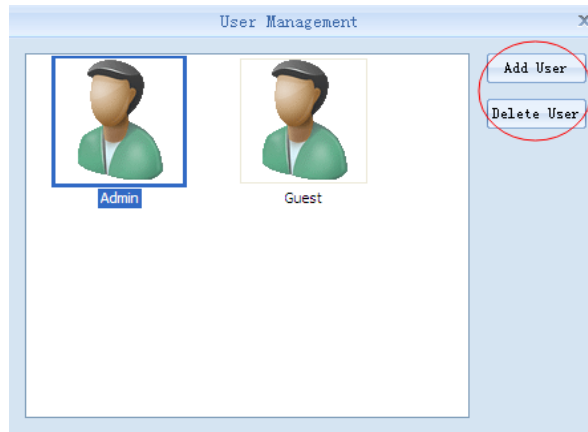 User Management
Add User
Delete User
Admin
Guest